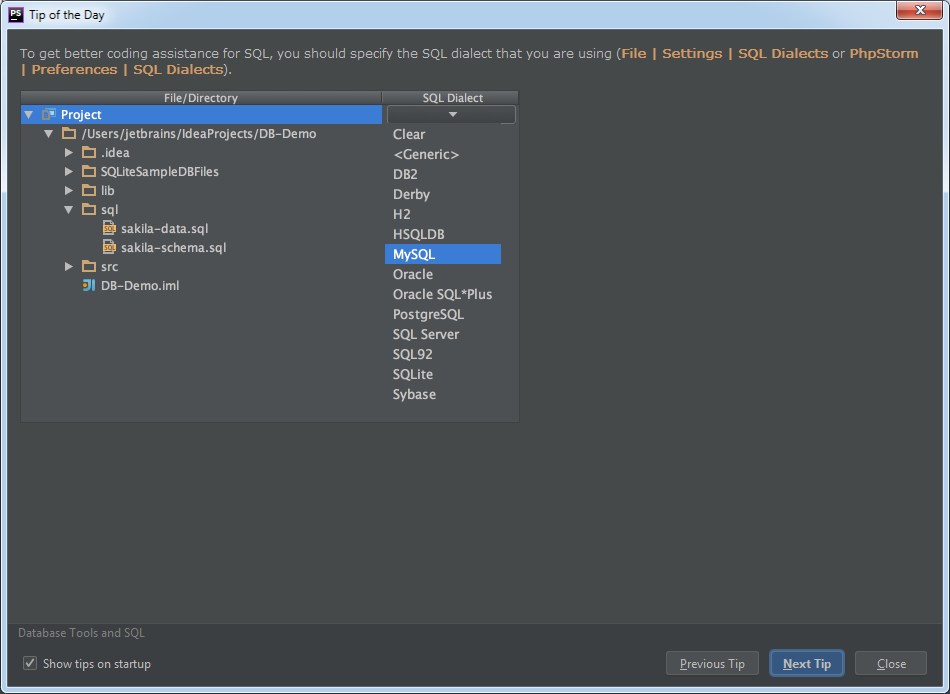 PS Tip of the Day
To get better coding assistance for SQL, you should specify the SQL dialect that you are using (File | Settings | SQL Dialects or PhpStorm
| Preferences | SQL Dialects).
File/Directory SQL Dialect
Project
/Users/jetbrains/IdeaProjects/DB-Demo Clear
.idea <Generic>
SQLiteSampleDBFiles DB2
lib Derby
sql H2
sakila-data.sql HSQLDB
sakila-schema.sql MySQL
src Oracle
DB-Demo.iml Oracle SQL*Plus
PostgreSQL
SQL Server
SQL92
SQLite
Sybase
Database Tools and SQL
Show tips on startup Previous Tip Next Tip Close